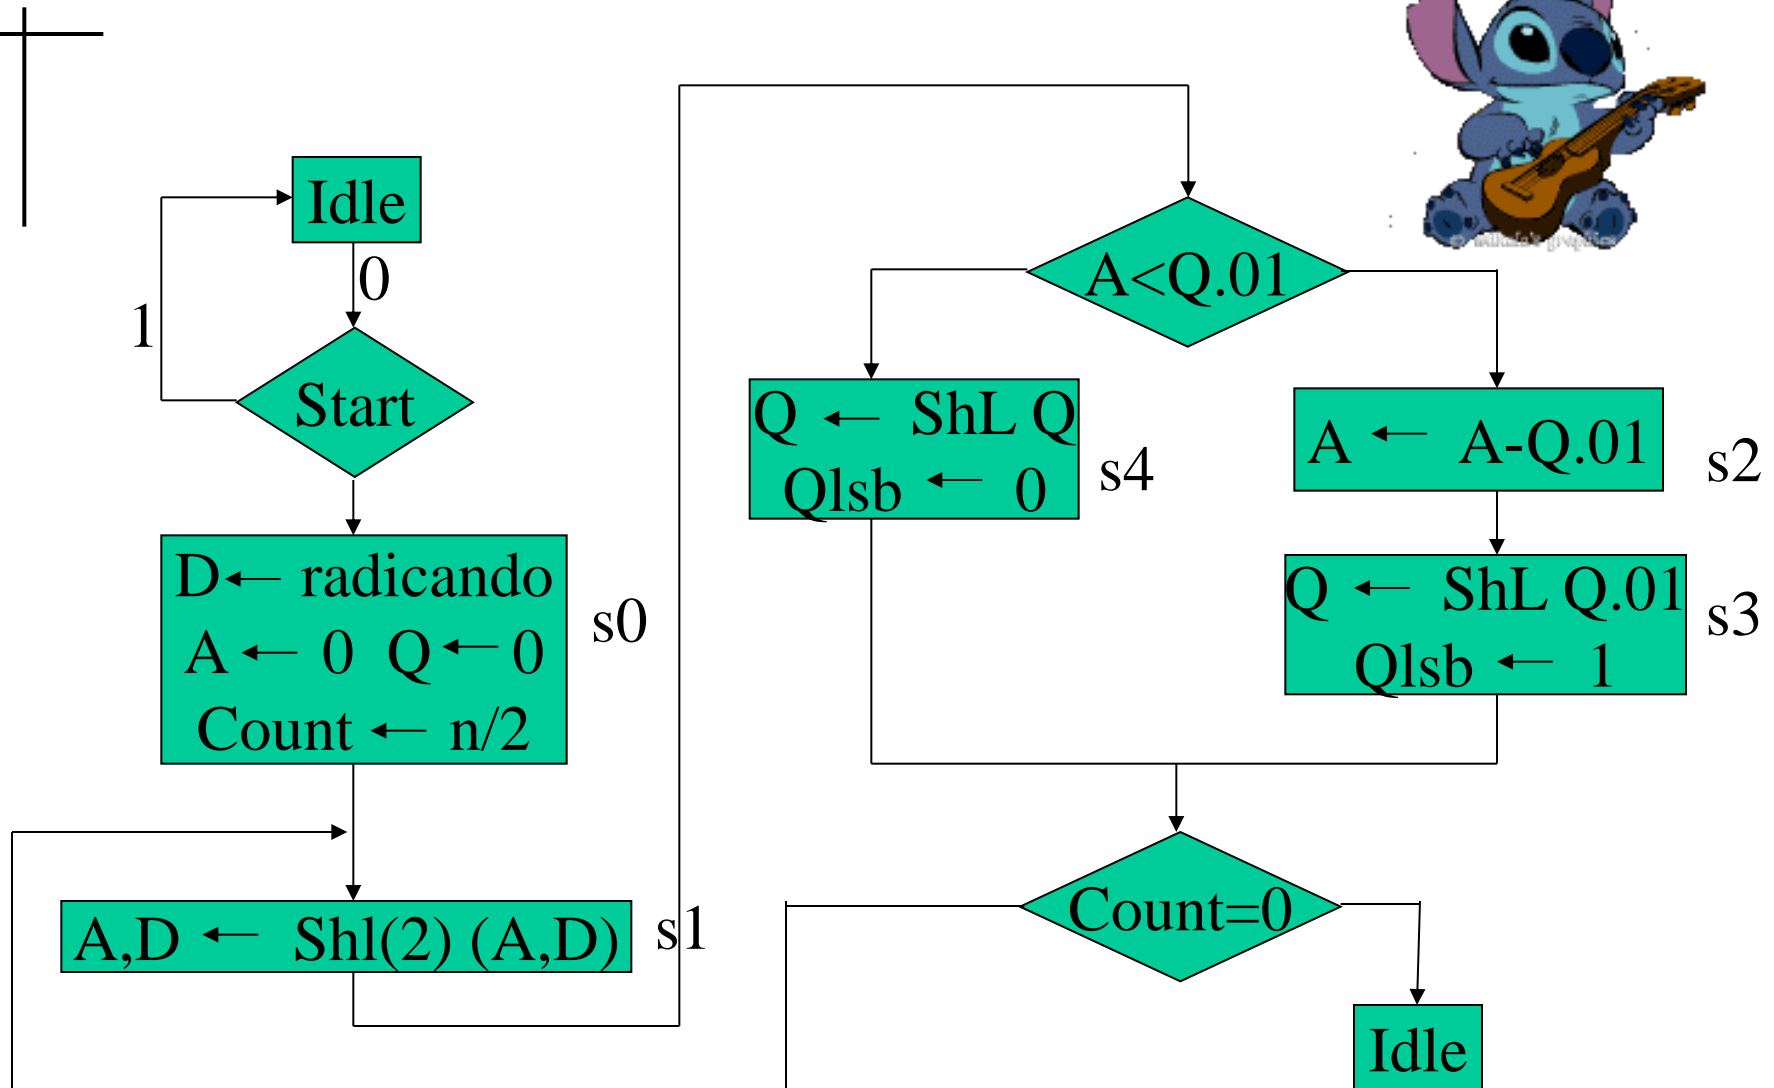 Idle
0
1
Start
D← radicando
A ← 0 Q ← 0
Count ← n/2
s0
A,D ← Shl(2) (A,D)
s1
A<Q.01
Q ← ShL Q
Qlsb ← 0
s4
A ← A-Q.01
s2
Q ← ShL Q.01
Qlsb ← 1
s3
Count=0
Idle